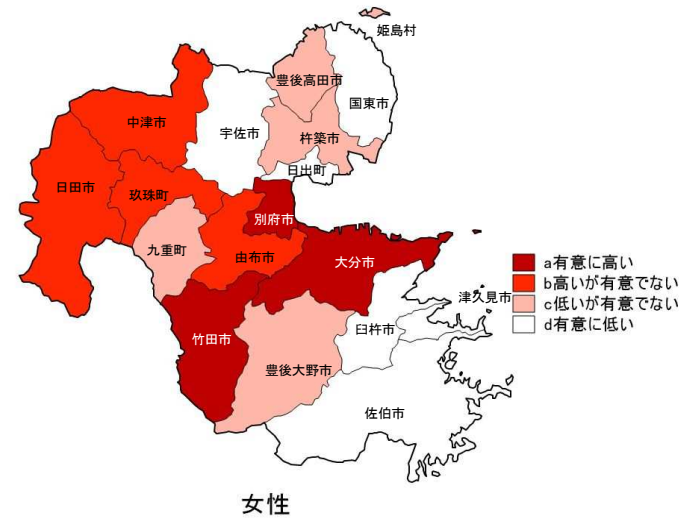 姫島村
豊後高田市
国東市
中津市
宇佐市
杵築市
日出町
日田市
玖珠町
別府市
九重町
由布市
大分市
a有意に高い
b高いが有意でない
c低いが有意でない
d有意に低い
津久見市
臼杵市
竹田市
豊後大野市
佐伯市
女性